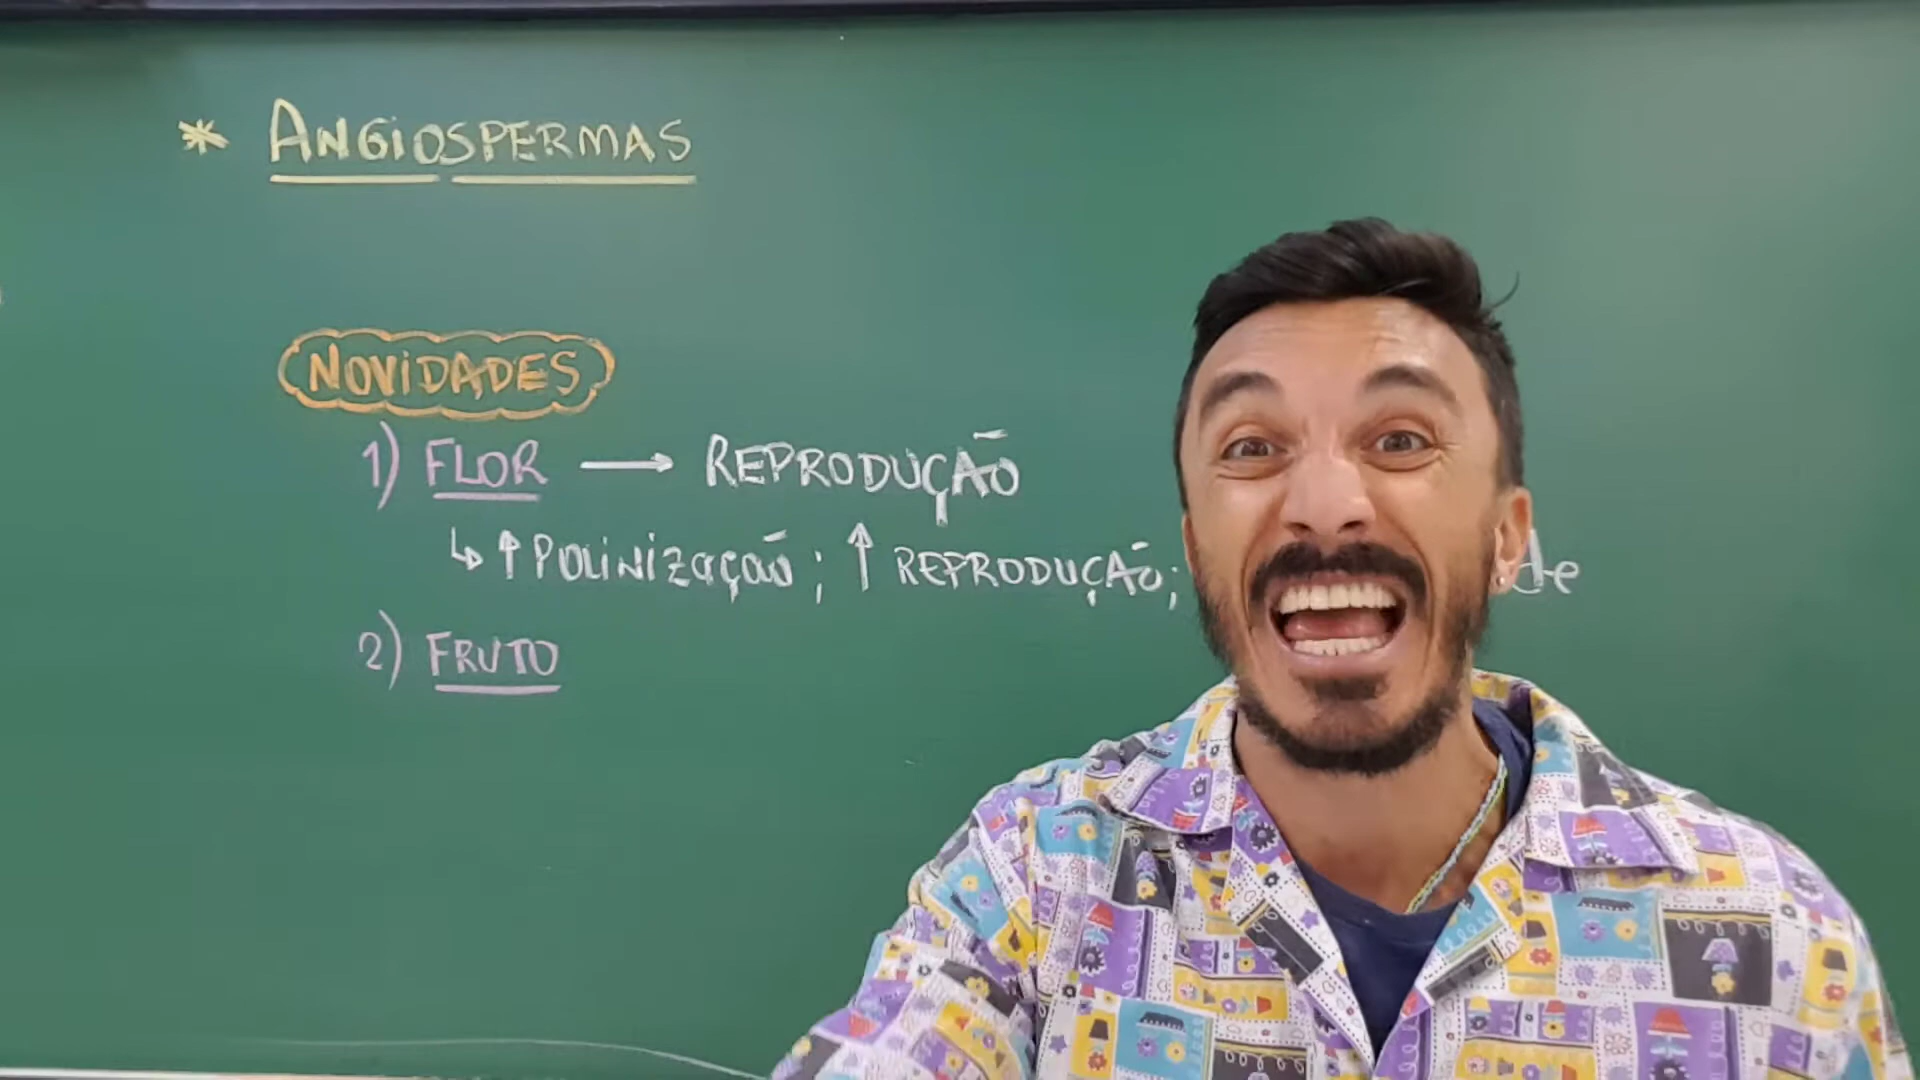 * ANGIOSPERMAS
NOVIDADES
1) FLOR → REPRODUÇÃO
↳ ↑ POLINIZAÇÃO; ↑ REPRODUÇÃO;
2) FRUTO